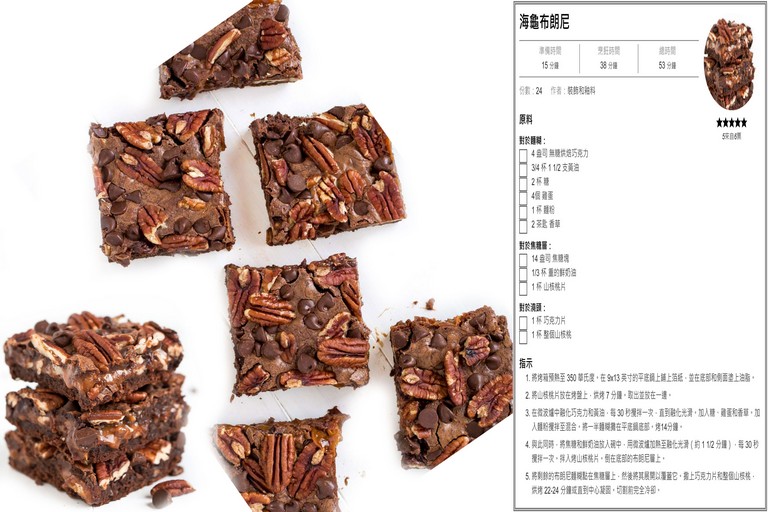 海龜布朗尼
準備時間 烹飪時間 總時間
15 分鐘 38 分鐘 53 分鐘
份數：24 作者：裝飾和釉料
5來自6票
原料
對於麵糊：
4 盎司 無糖烘焙巧克力
3/4 杯 1 1/2 支黃油
2 杯 糖
4個 雞蛋
1 杯 麵粉
2 茶匙 香草
對於焦糖層：
14 盎司 焦糖塊
1/3 杯 重的鮮奶油
1 杯 山核桃片
對於澆頭：
1 杯 巧克力片
1 杯 整個山核桃
指示
1. 將烤箱預熱至 350 華氏度。在 9x13 英寸的平底鍋上鋪上箔紙，並在底部和側面塗上油脂。
2. 將山核桃片放在烤盤上，烘烤 7 分鐘。取出並放在一邊。
3. 在微波爐中融化巧克力和黃油，每 30 秒攪拌一次，直到融化光滑。加入糖，雞蛋和香草。加
入麵粉攪拌至混合。將一半麵糊攤在平底鍋底部。烤14分鐘。
4. 與此同時，將焦糖和鮮奶油放入碗中，用微波爐加熱至融化光滑（約 1 1/2 分鐘），每 30 秒
攪拌一次。拌入烤山核桃片。倒在底部的布朗尼層上。
5. 將剩餘的布朗尼麵糊點在焦糖層上，然後將其展開以覆蓋它。撒上巧克力片和整個山核桃，
烘烤 22-24 分鐘或直到中心凝固。切割前完全冷卻。